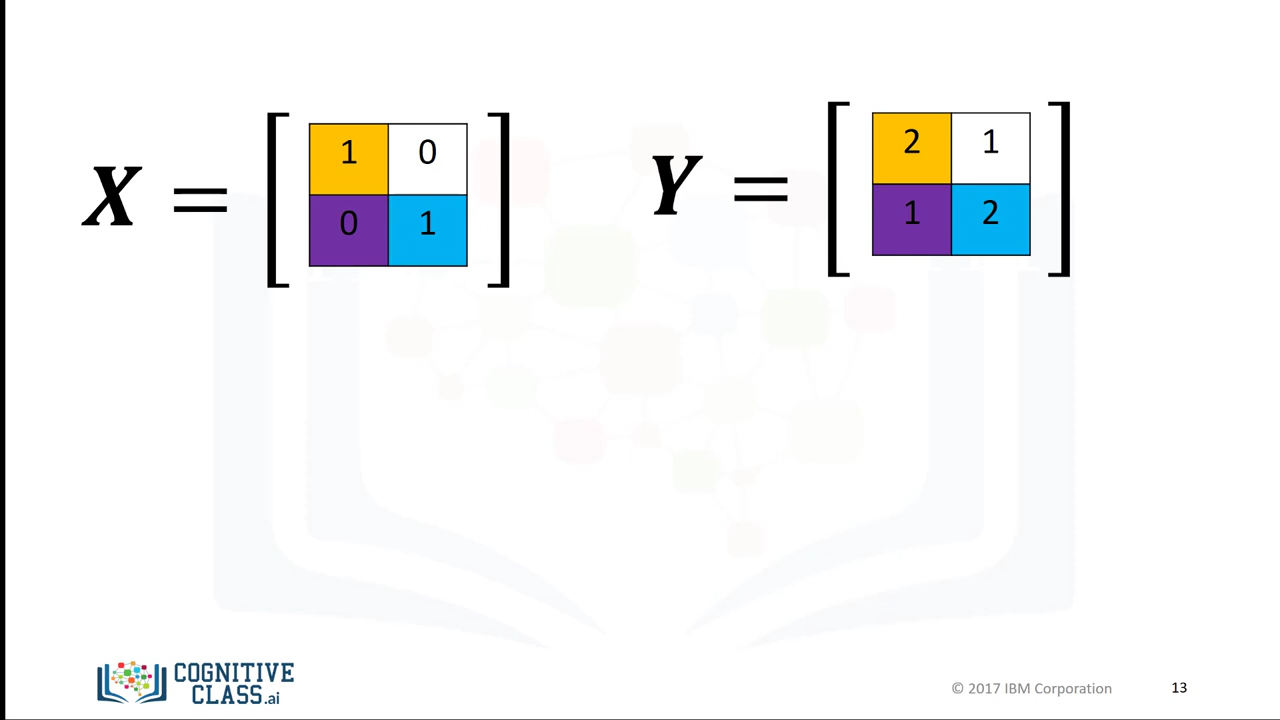 X = [ 1 0
0 1 ]
Y = [ 2 1
1 2 ]
COGNITIVE
CLASS.ai
© 2017 IBM Corporation
13